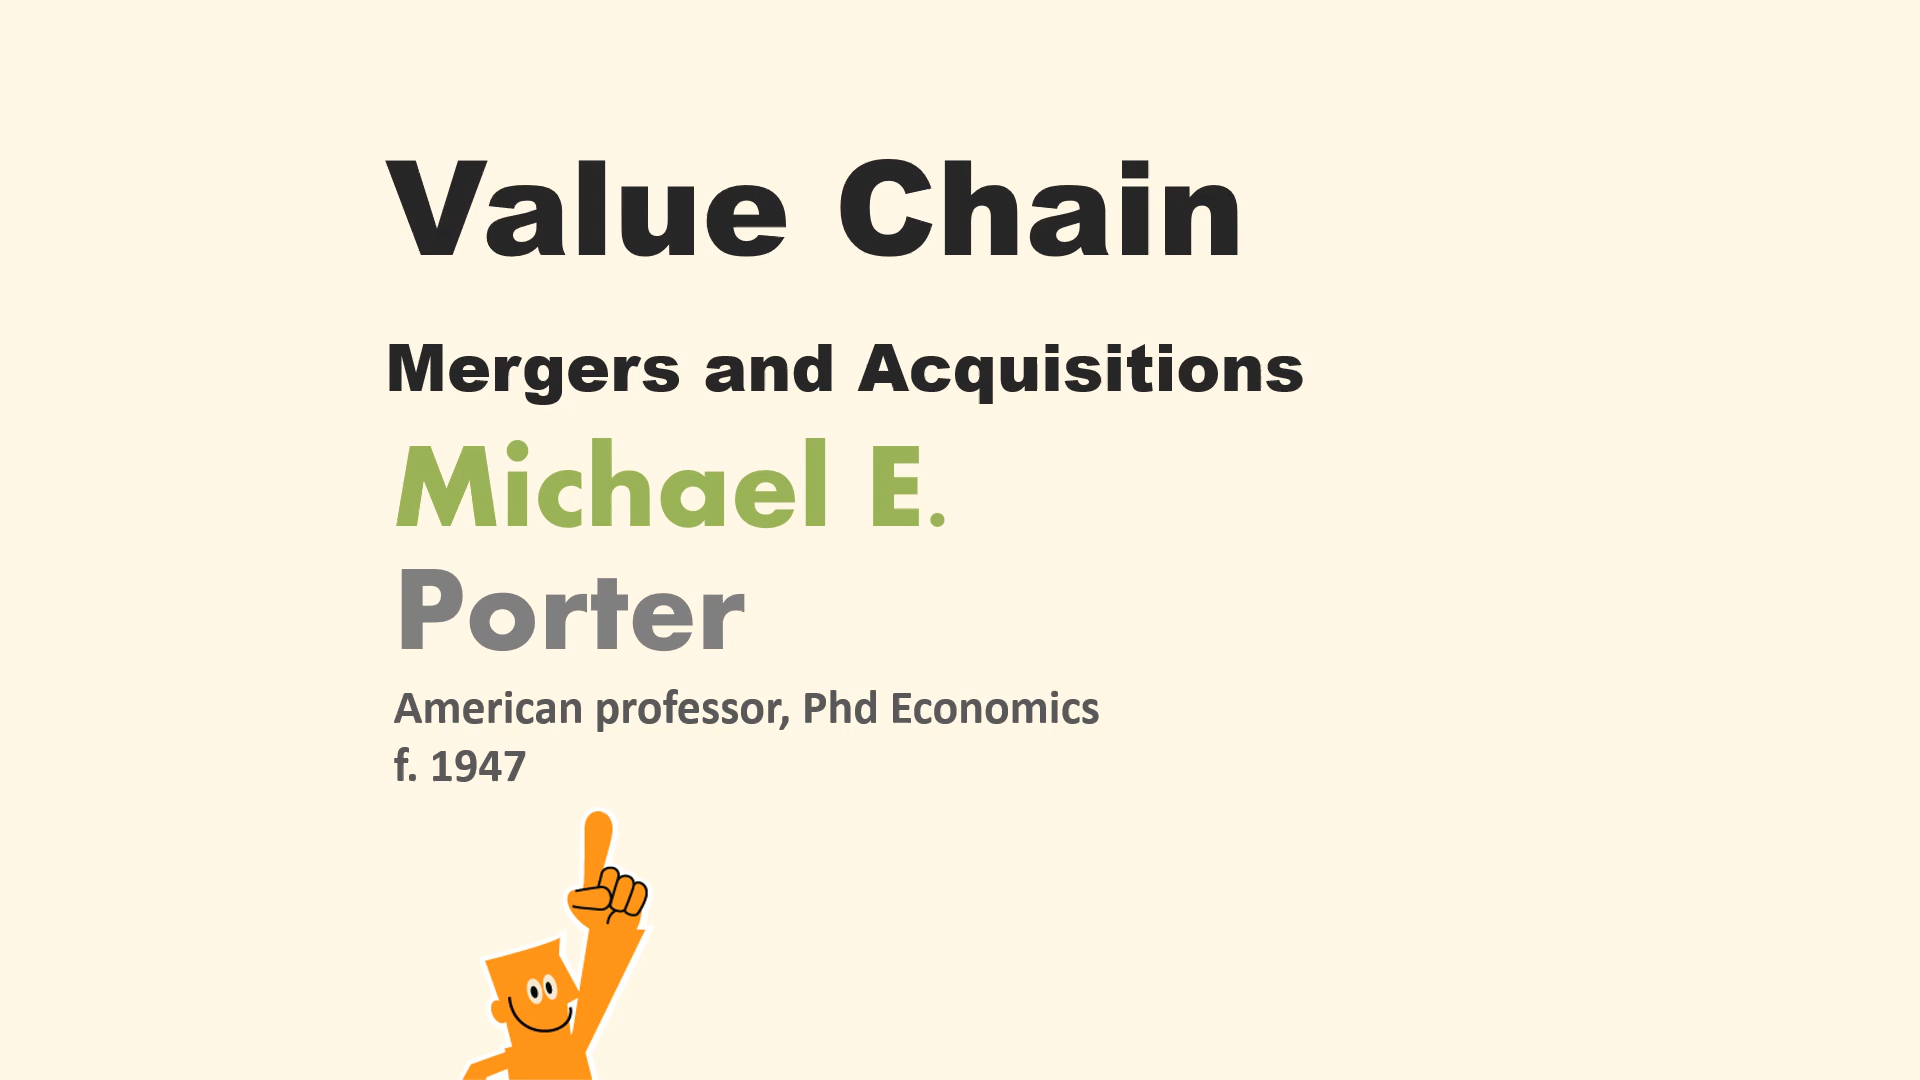 Value Chain
Mergers and Acquisitions
Michael E.
Porter
American professor, Phd Economics
f. 1947